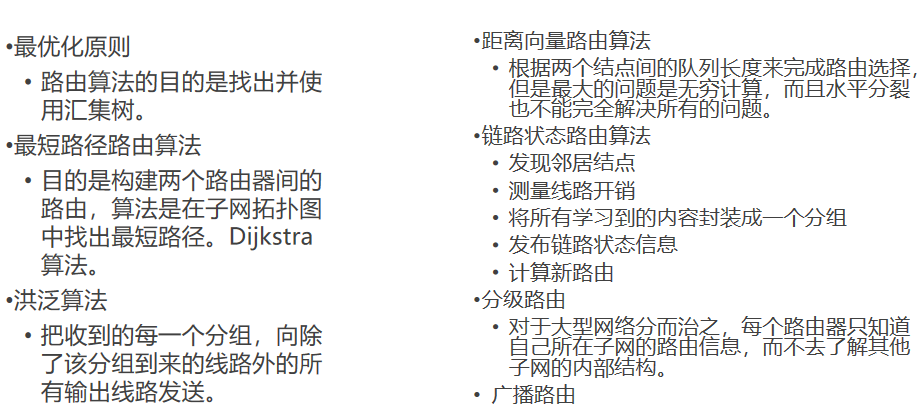 •最优化原则
• 路由算法的目的是找出并使
用汇集树。
•最短路径路由算法
• 目的是构建两个路由器间的
路由，算法是在子网拓扑图
中找出最短路径。Dijkstra
算法。
•洪泛算法
• 把收到的每一个分组，向除
了该分组到来的线路外的所
有输出线路发送。
•距离向量路由算法
• 根据两个结点间的队列长度来完成路由选择，
但是最大的问题是无穷计算，而且水平分裂
也不能完全解决所有的问题。
•链路状态路由算法
• 发现邻居结点
• 测量线路开销
• 将所有学习到的内容封装成一个分组
• 发布链路状态信息
• 计算新路由
•分级路由
• 对于大型网络分而治之，每个路由器只知道
自己所在子网的路由信息，而不去了解其他
子网的内部结构。
• 广播路由